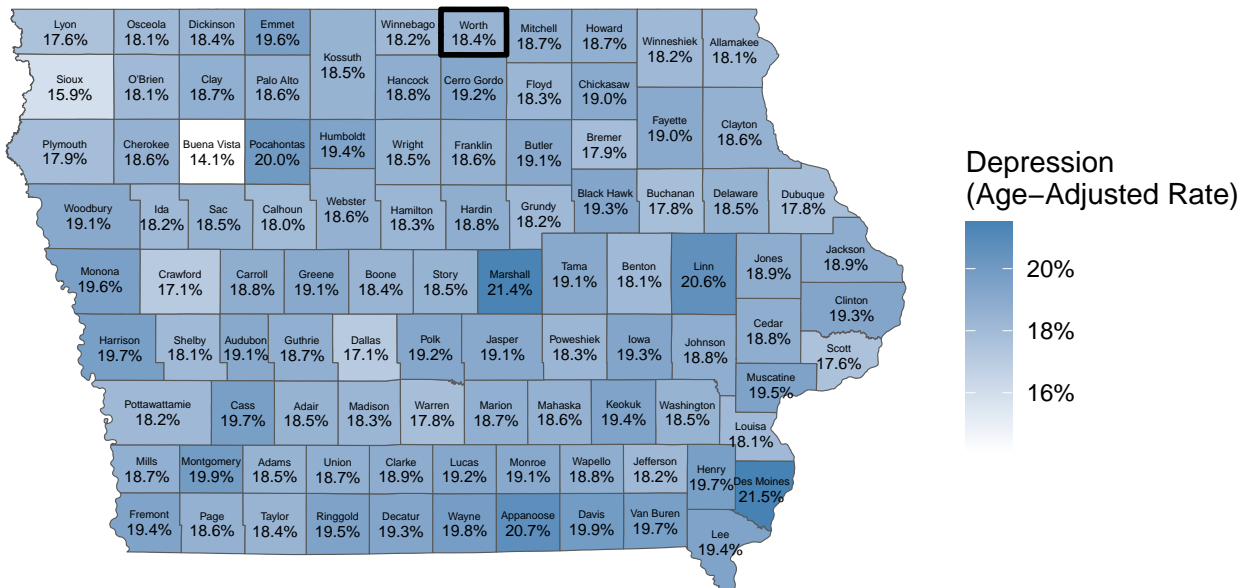 Lyon
17.6%
Osceola
18.1%
Dickinson
18.4%
Emmet
19.6%
Kossuth
18.5%
Winnebago
18.2%
Worth
18.4%
Mitchell
18.7%
Howard
18.7%
Winneshiek
18.2%
Allamakee
18.1%
Sioux
15.9%
O'Brien
18.1%
Clay
18.7%
Palo Alto
18.6%
Hancock
18.8%
Cerro Gordo
19.2%
Floyd
18.3%
Chickasaw
19.0%
Fayette
19.0%
Clayton
18.6%
Plymouth
17.9%
Cherokee
18.6%
Buena Vista
14.1%
Pocahontas
20.0%
Humboldt
19.4%
Wright
18.5%
Franklin
18.6%
Butler
19.1%
Bremer
17.9%
Woodbury
19.1%
Ida
18.2%
Sac
18.5%
Calhoun
18.0%
Webster
18.6%
Hamilton
18.3%
Hardin
18.8%
Grundy
18.2%
Black Hawk
19.3%
Buchanan
17.8%
Delaware
18.5%
Dubuque
17.8%
Monona
19.6%
Crawford
17.1%
Carroll
18.8%
Greene
19.1%
Boone
18.4%
Story
18.5%
Marshall
21.4%
Tama
19.1%
Benton
18.1%
Linn
20.6%
Jones
18.9%
Jackson
18.9%
Clinton
19.3%
Harrison
19.7%
Shelby
18.1%
Audubon
19.1%
Guthrie
18.7%
Dallas
17.1%
Polk
19.2%
Jasper
19.1%
Poweshiek
18.3%
Iowa
19.3%
Johnson
18.8%
Cedar
18.8%
Scott
17.6%
Muscatine
19.5%
Pottawattamie
18.2%
Cass
19.7%
Adair
18.5%
Madison
18.3%
Warren
17.8%
Marion
18.7%
Mahaska
18.6%
Keokuk
19.4%
Washington
18.5%
Louisa
18.1%
Mills
18.7%
Montgomery
19.9%
Adams
18.5%
Union
18.7%
Clarke
18.9%
Lucas
19.2%
Monroe
19.1%
Wapello
18.8%
Jefferson
18.2%
Henry
19.7%
Des Moines
21.5%
Fremont
19.4%
Page
18.6%
Taylor
18.4%
Ringgold
19.5%
Decatur
19.3%
Wayne
19.8%
Appanoose
20.7%
Davis
19.9%
Van Buren
19.7%
Lee
19.4%
Depression
(Age−Adjusted Rate)
20%
18%
16%